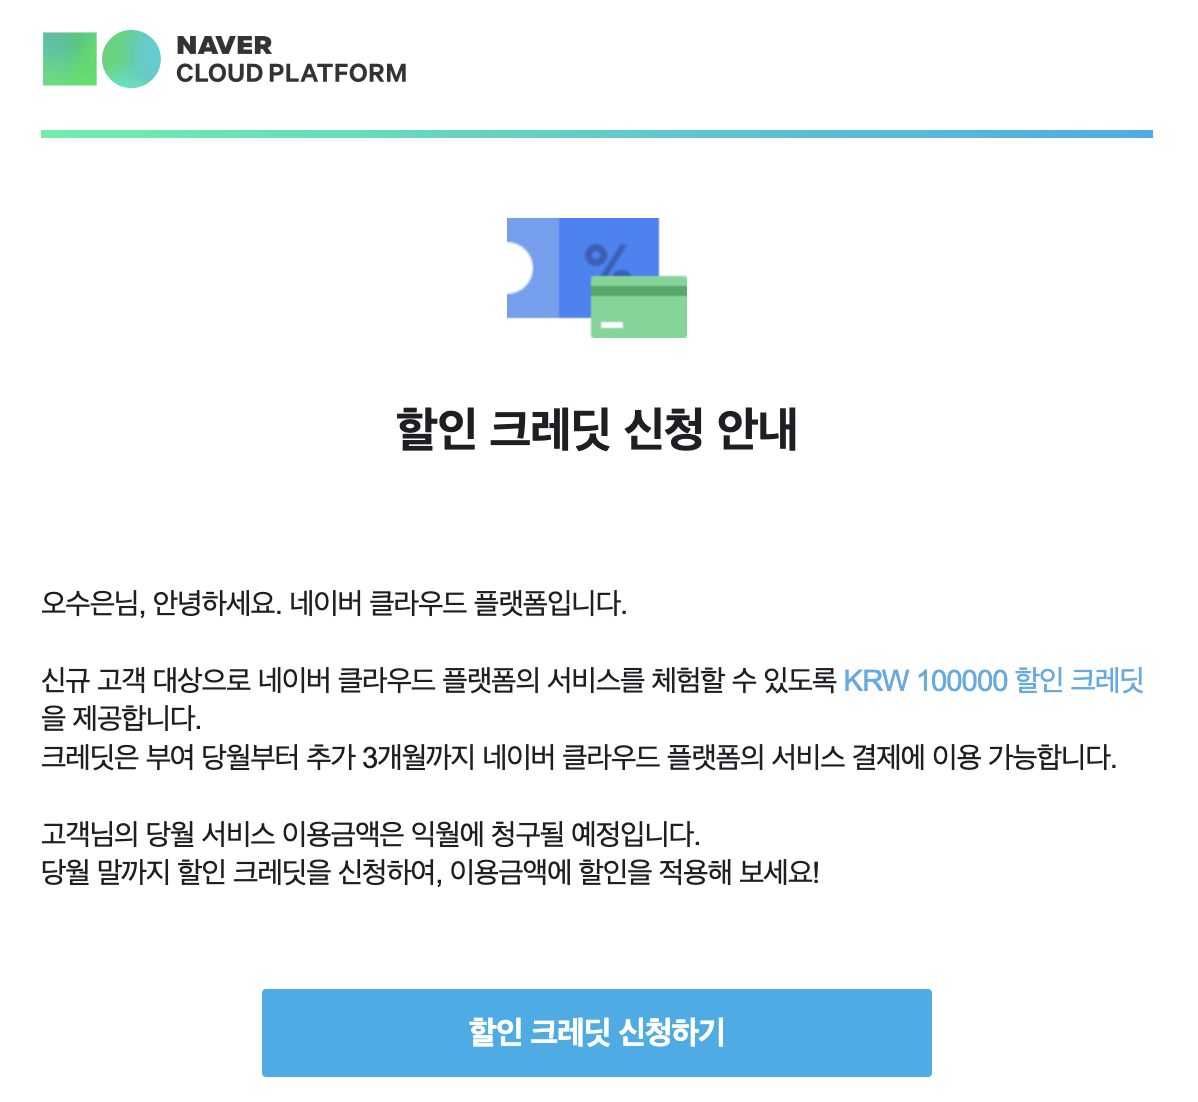 NAVER
CLOUD PLATFORM
%
할인 크레딧 신청 안내
오수은님, 안녕하세요. 네이버 클라우드 플랫폼입니다.
신규 고객 대상으로 네이버 클라우드 플랫폼의 서비스를 체험할 수 있도록 KRW 100000 할인 크레딧
을 제공합니다.
크레딧은 부여 당월부터 추가 3개월까지 네이버 클라우드 플랫폼의 서비스 결제에 이용 가능합니다.
고객님의 당월 서비스 이용금액은 익월에 청구될 예정입니다.
당월 말까지 할인 크레딧을 신청하여, 이용금액에 할인을 적용해 보세요!
할인 크레딧 신청하기